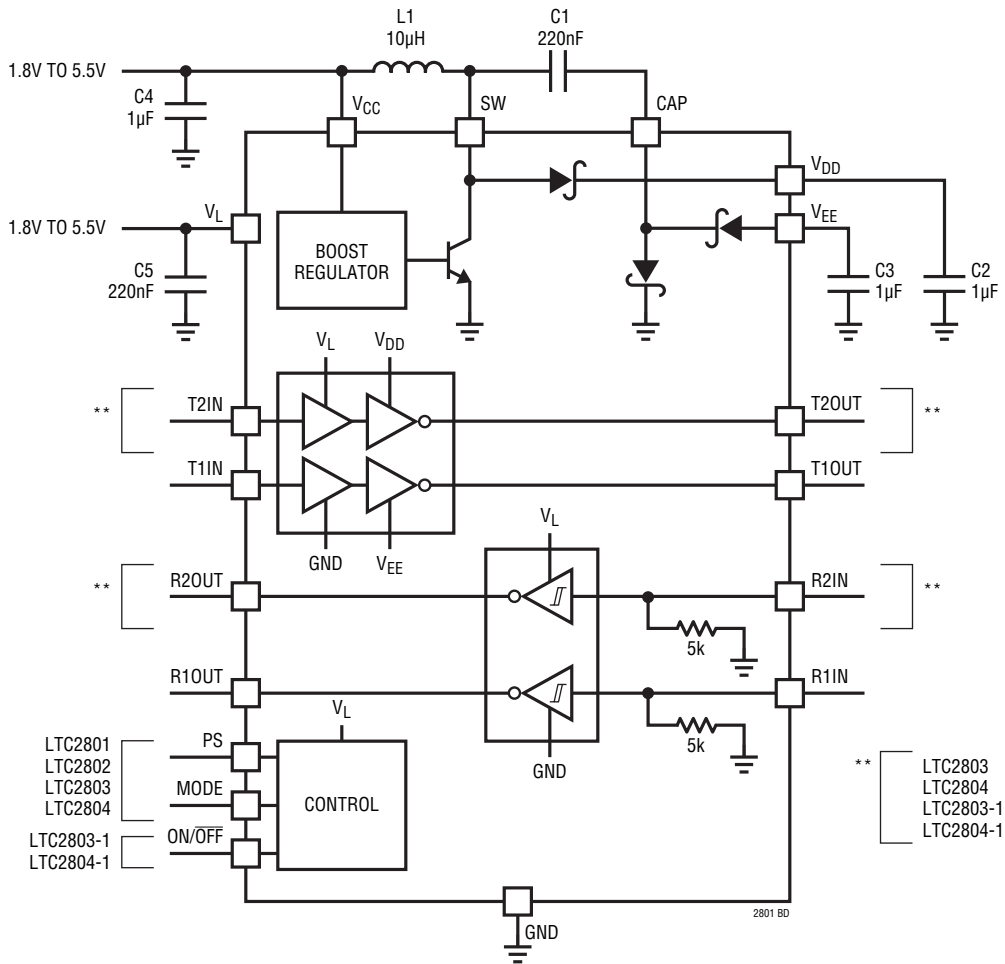 L1
10µH
C1
220nF
1.8V TO 5.5V
C4
1µF
VCC
SW
CAP
VDD
VL
VEE
1.8V TO 5.5V
C5
220nF
BOOST
REGULATOR
C3
1µF
C2
1µF
VL
VDD
**
T2IN
T2OUT
**
T1IN
T1OUT
GND
VEE
VL
**
R2OUT
R2IN
**
5k
R1OUT
R1IN
5k
GND
VL
LTC2801
LTC2802
LTC2803
LTC2804
PS
MODE
CONTROL
LTC2803-1
LTC2804-1
ON/OFF
**
LTC2803
LTC2804
LTC2803-1
LTC2804-1
2801 BD
GND